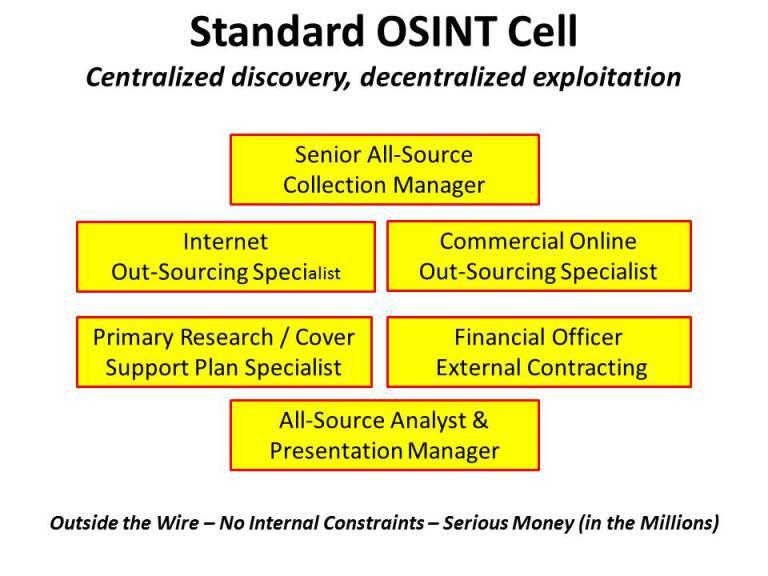 Standard OSINT Cell
Centralized discovery, decentralized exploitation
Senior All-Source
Collection Manager
Internet
Out-Sourcing Specialist
Commercial Online
Out-Sourcing Specialist
Primary Research / Cover
Support Plan Specialist
Financial Officer
External Contracting
All-Source Analyst &
Presentation Manager
Outside the Wire – No Internal Constraints – Serious Money (in the Millions)